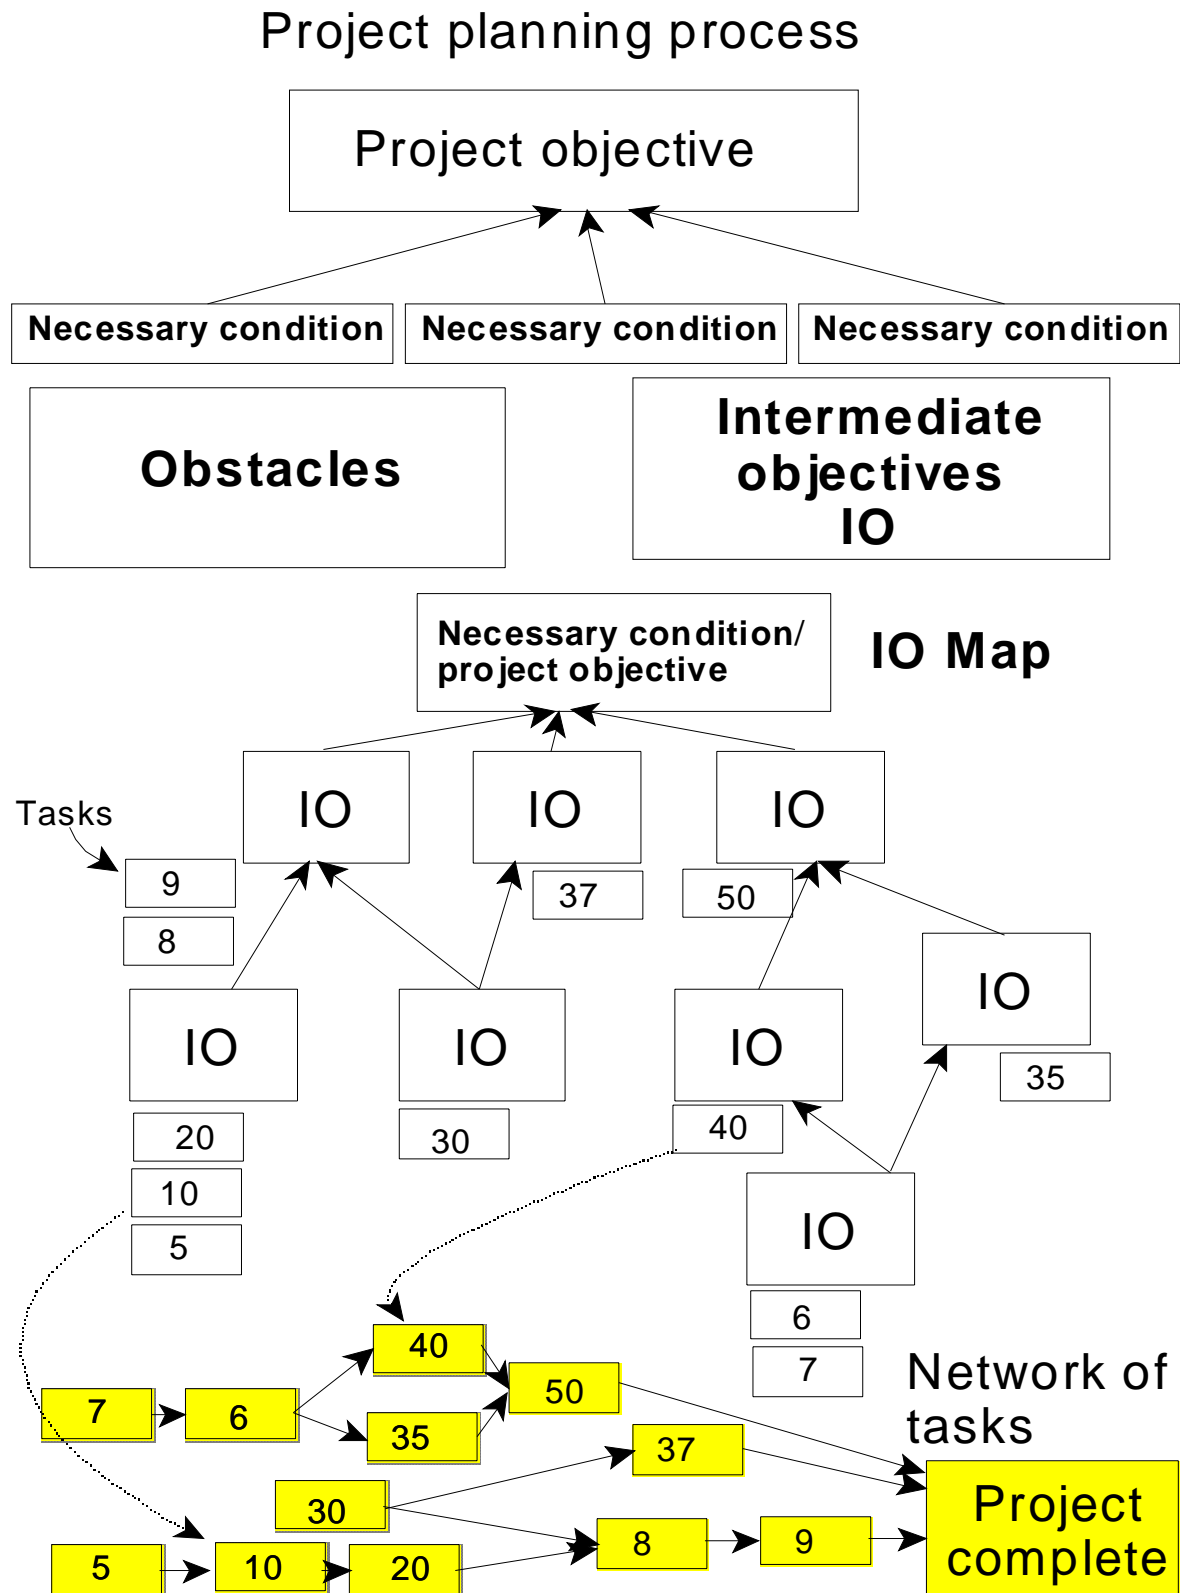 Project planning process
Project objective
Necessary condition
Necessary condition
Necessary condition
Obstacles
Intermediate
objectives
IO
Necessary condition/
project objective
IO Map
IO
IO
IO
Tasks
9
8
37
50
IO
IO
IO
IO
35
20
10
5
30
40
IO
6
7
Network of
tasks
40
50
7
6
35
37
30
8
9
5
10
20
Project
complete